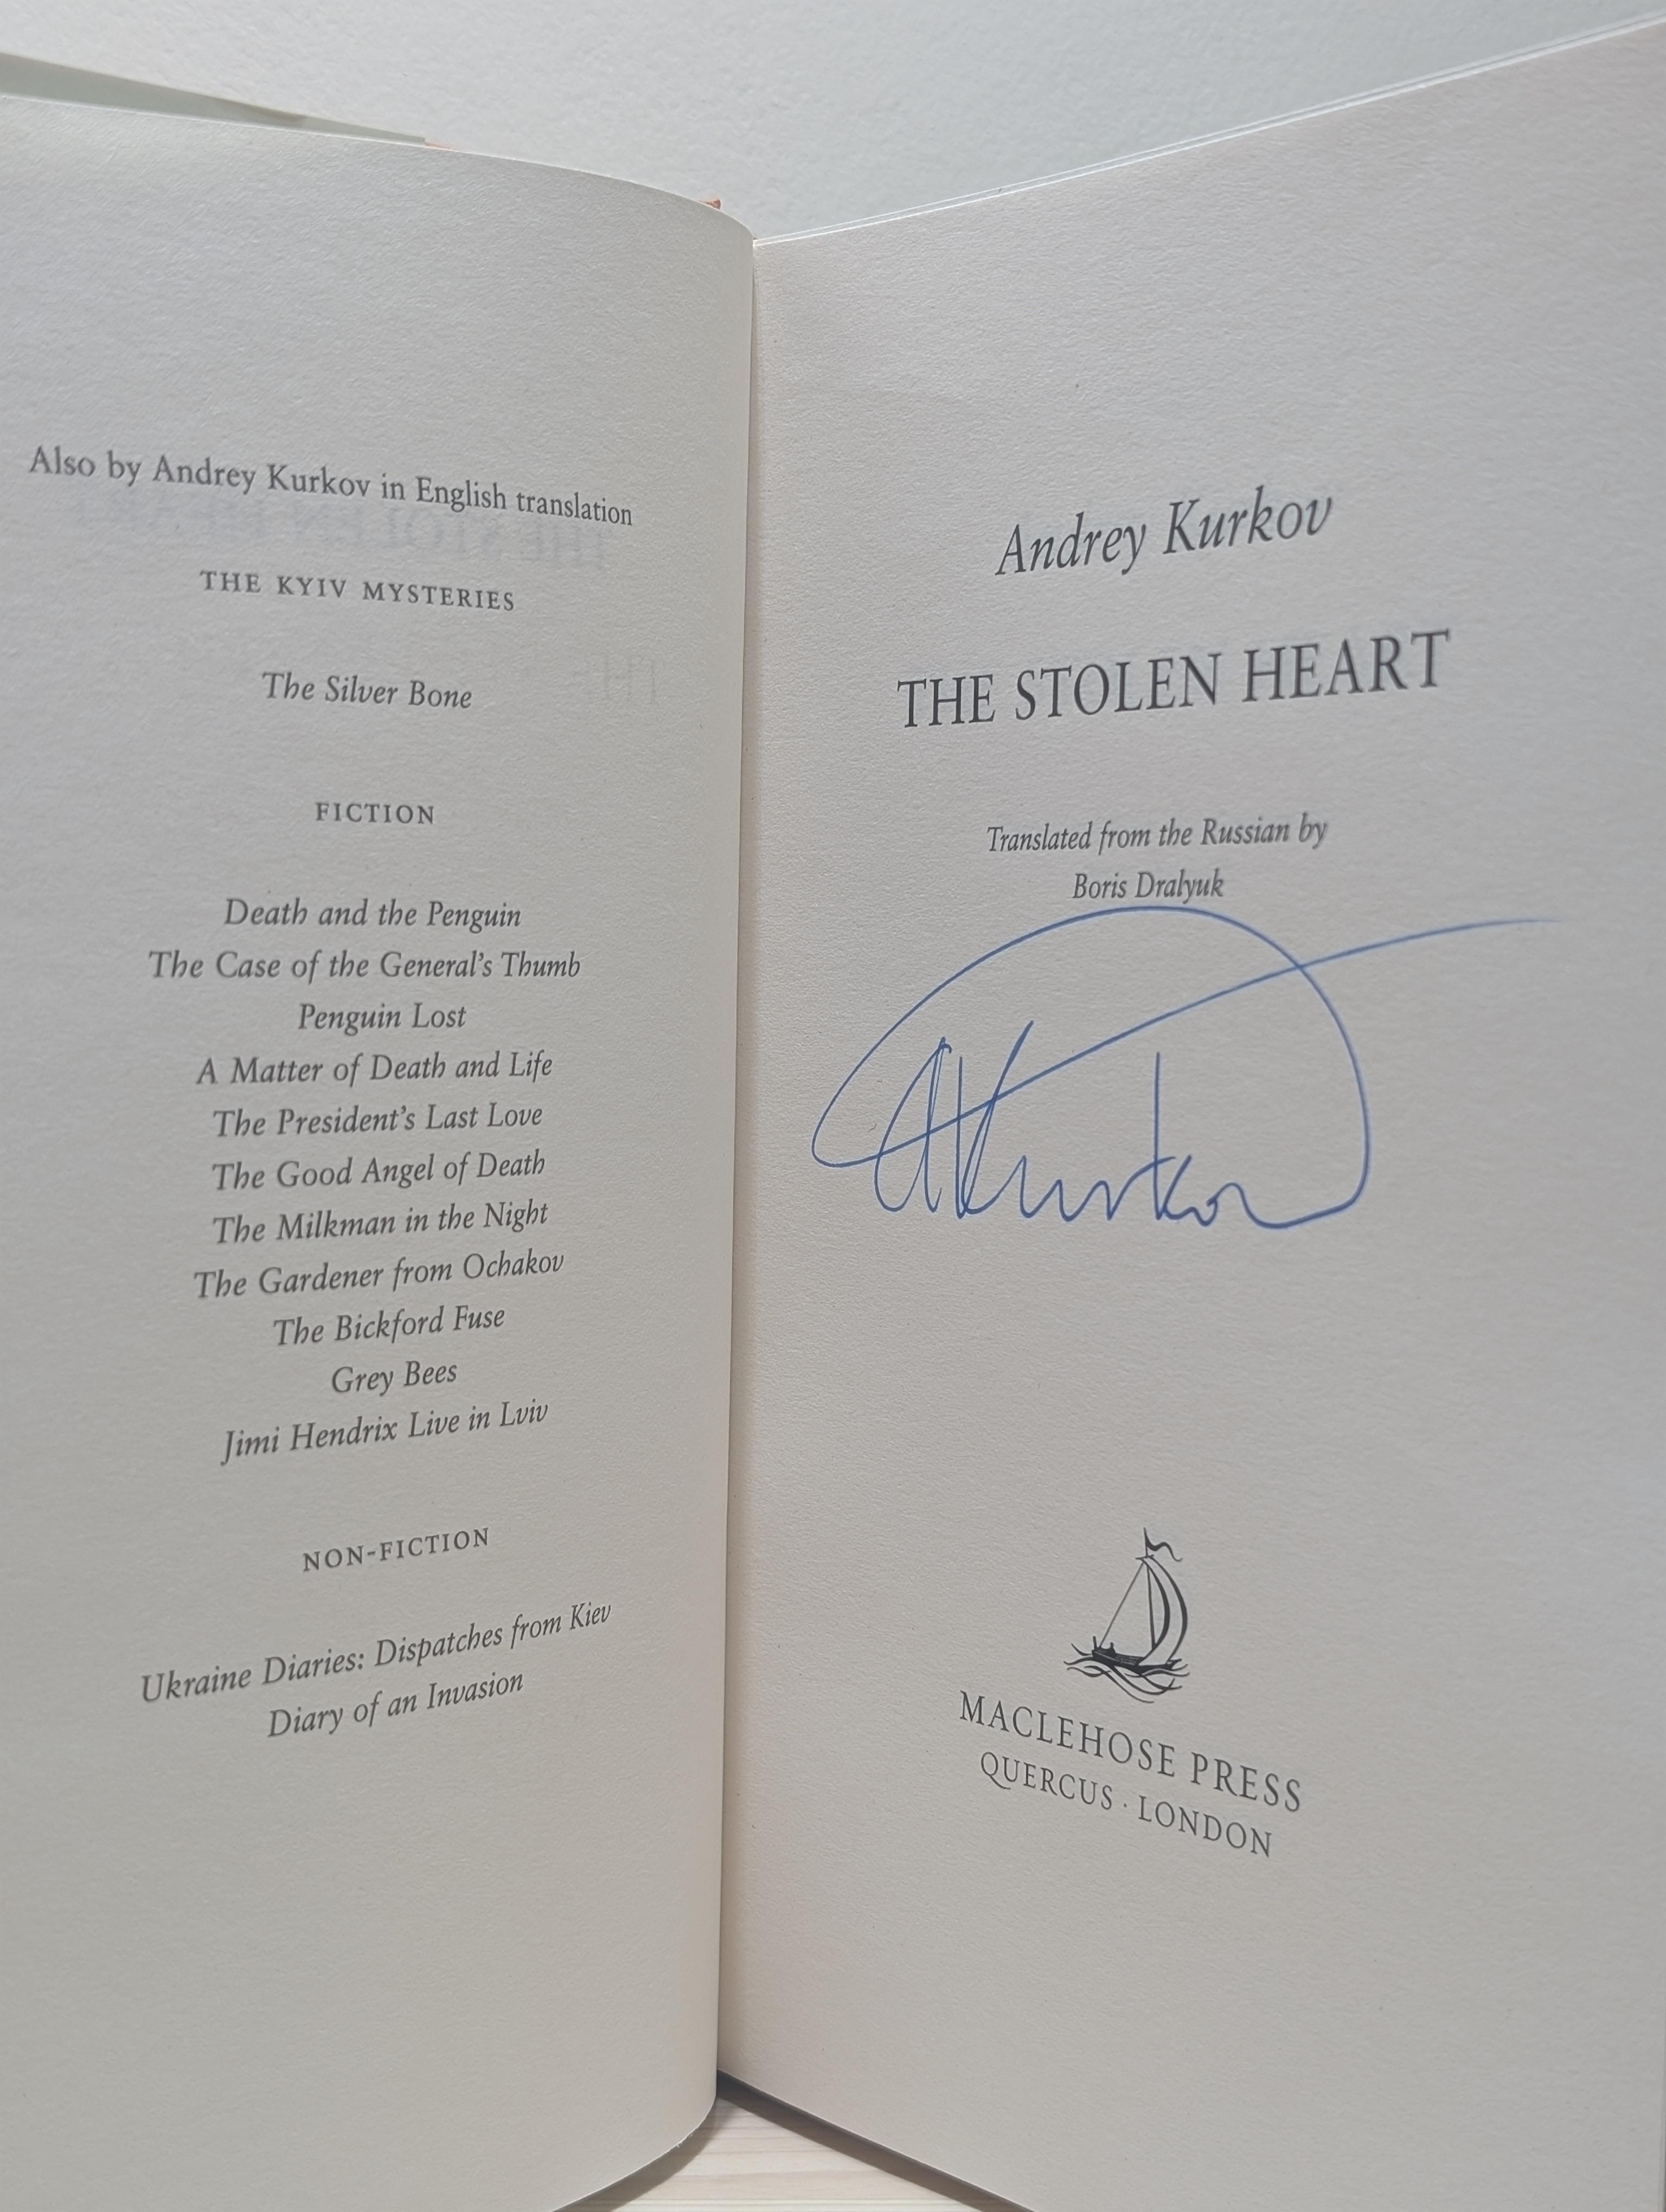 Also by Andrey Kurkov in English translation
THE KYIV MYSTERIES
The Silver Bone
FICTION
Death and the Penguin
The Case of the General's Thumb
Penguin Lost
A Matter of Death and Life
The President's Last Love
The Good Angel of Death
The Milkman in the Night
The Gardener from Ochakov
The Bickford Fuse
Grey Bees
Jimi Hendrix Live in Lviv
NON-FICTION
Ukraine Diaries: Dispatches from Kiev
Diary of an Invasion
Andrey Kurkov
THE STOLEN HEART
Translated from the Russian by
Boris Dralyuk
AKurkov
MACLEHOSE PRESS
QUERCUS · LONDON